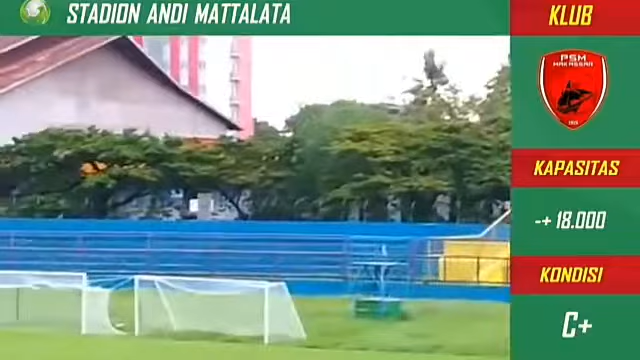 STADION ANDI MATTALATA
KLUB
PSM
MAKASSAR
KAPASITAS
-+ 18.000
KONDISI
C+